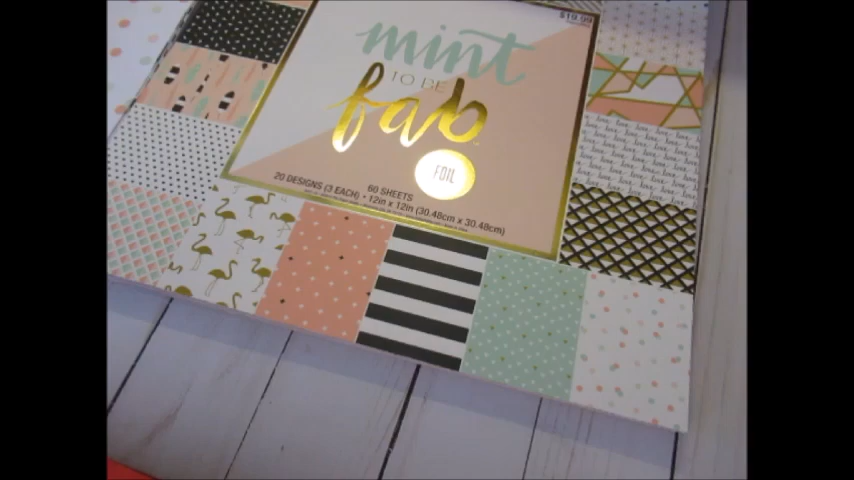 $19.99
mint
TO BE
fab
FOIL
60 SHEETS
20 DESIGNS (3 EACH) • 12in x 12in (30.48cm x 30.48cm)